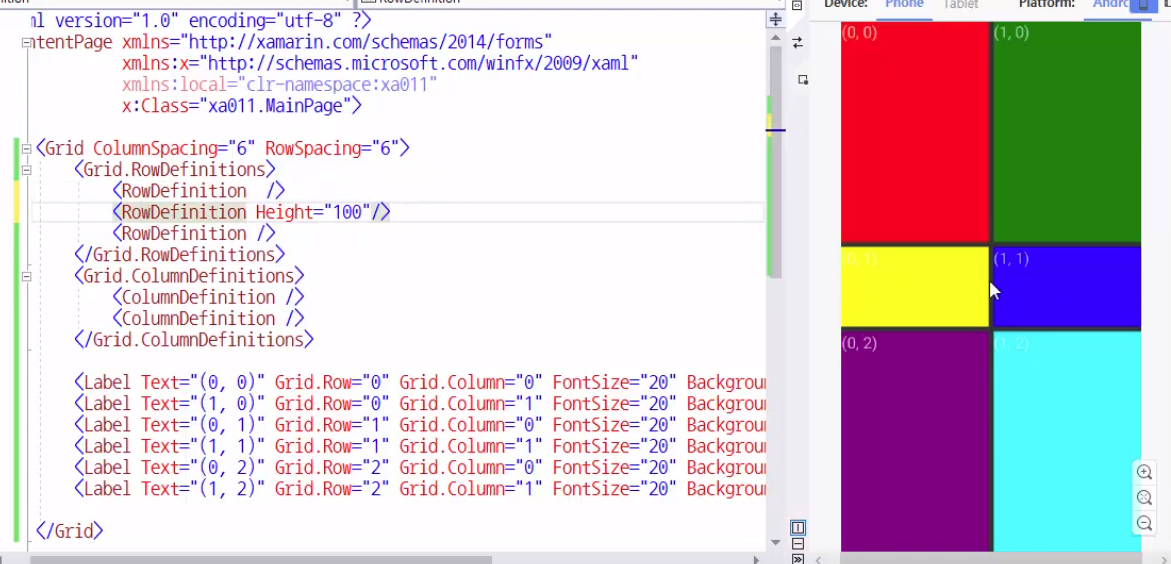 RowDefinition
ml version="1.0" encoding="utf-8" ?>
ntentPage xmlns="http://xamarin.com/schemas/2014/forms"
xmlns:x="http://schemas.microsoft.com/winfx/2009/xaml"
xmlns:local="clr-namespace:xa011"
x:Class="xa011.MainPage">
<Grid ColumnSpacing="6" RowSpacing="6">
<Grid.RowDefinitions>
<RowDefinition  />
<RowDefinition Height="100"/>
<RowDefinition />
</Grid.RowDefinitions>
<Grid.ColumnDefinitions>
<ColumnDefinition />
<ColumnDefinition />
</Grid.ColumnDefinitions>
<Label Text="(0, 0)" Grid.Row="0" Grid.Column="0" FontSize="20" Backgrou
<Label Text="(1, 0)" Grid.Row="0" Grid.Column="1" FontSize="20" Backgrou
<Label Text="(0, 1)" Grid.Row="1" Grid.Column="0" FontSize="20" Backgrou
<Label Text="(1, 1)" Grid.Row="1" Grid.Column="1" FontSize="20" Backgrou
<Label Text="(0, 2)" Grid.Row="2" Grid.Column="0" FontSize="20" Backgrou
<Label Text="(1, 2)" Grid.Row="2" Grid.Column="1" FontSize="20" Backgrou
</Grid>
Device: Phone Tablet Platform: Andro
(0, 0) (1, 0)
(0, 1) (1, 1)
(0, 2) (1, 2)